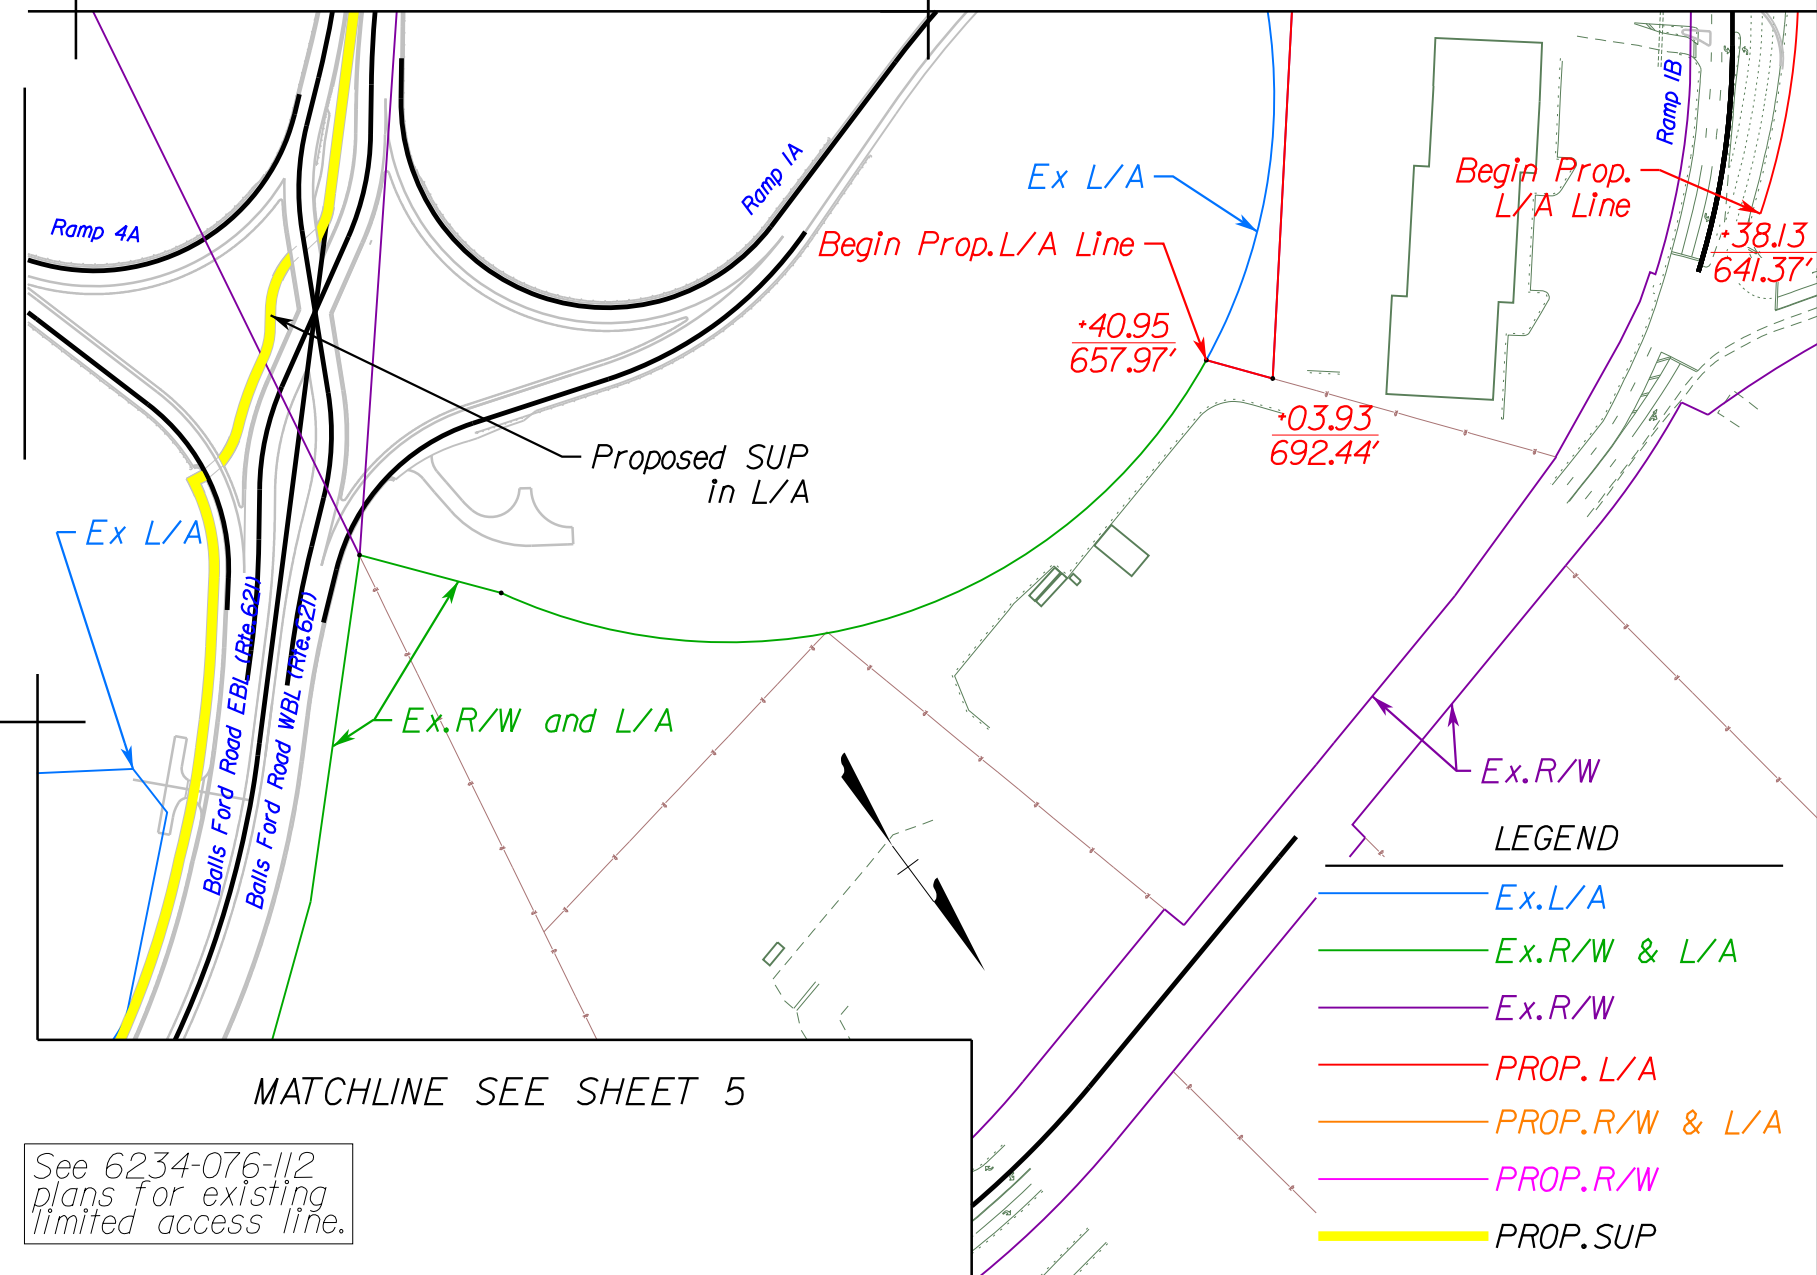 Ramp 1B
Ramp 1A
Ex L/A
Begin Prop.
L/A Line
Ramp 4A
Begin Prop. L/A Line
+38.13
641.37'
+40.95
657.97'
+03.93
692.44'
Proposed SUP
in L/A
Ex L/A
Balls Ford Road EBL (Rte.621)
Balls Ford Road WBL (Rte.621)
Ex.R/W and L/A
Ex.R/W
LEGEND
Ex.L/A
Ex.R/W & L/A
Ex.R/W
PROP. L/A
PROP.R/W & L/A
PROP.R/W
PROP.SUP
MATCHLINE SEE SHEET 5
See 6234-076-112
plans for existing
limited access line.